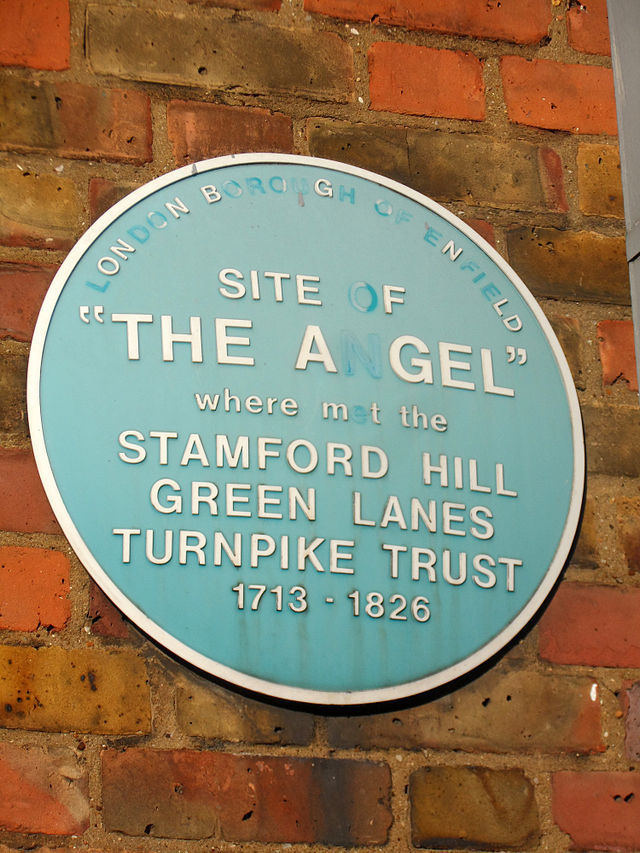 LONDON BOROUGH OF ENFIELD
SITE OF
"THE ANGEL"
where met the
STAMFORD HILL
GREEN LANES
TURNPIKE TRUST
1713 - 1826